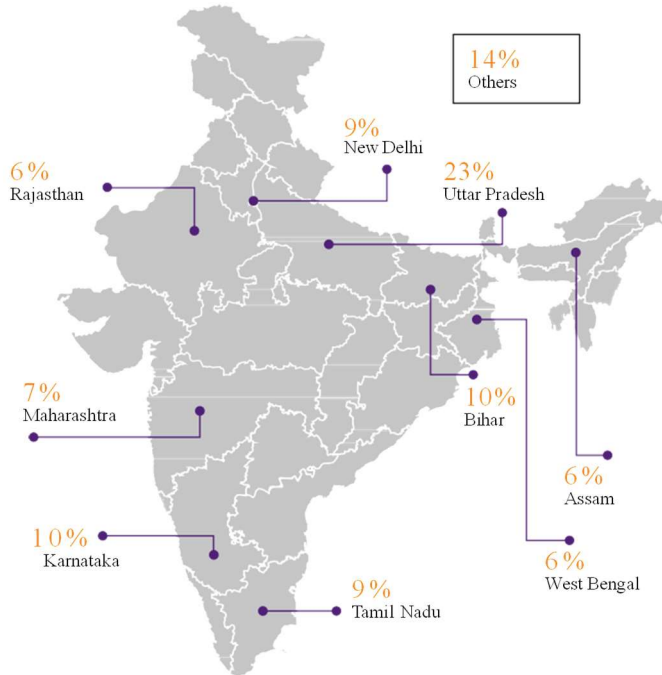 14%
Others
9%
New Delhi
6%
Rajasthan
23%
Uttar Pradesh
7%
Maharashtra
10%
Bihar
6%
Assam
10%
Karnataka
6%
West Bengal
9%
Tamil Nadu